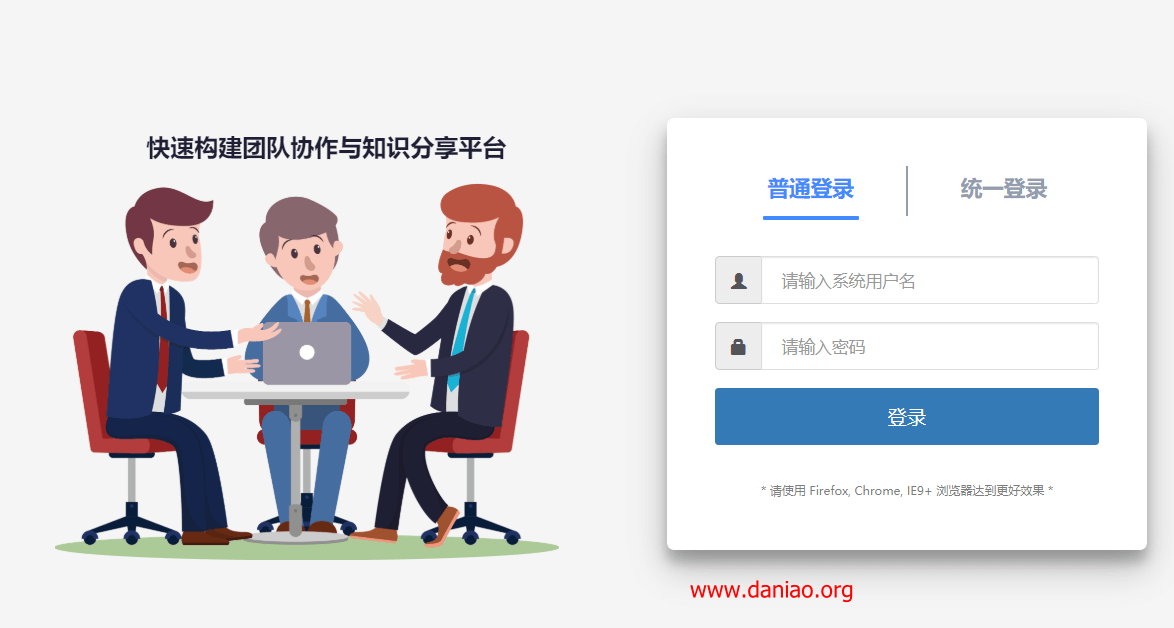 快速构建团队协作与知识分享平台
普通登录
统一登录
请输入系统用户名
请输入密码
登录
* 请使用 Firefox, Chrome, IE9+ 浏览器达到更好效果 *
www.daniao.org